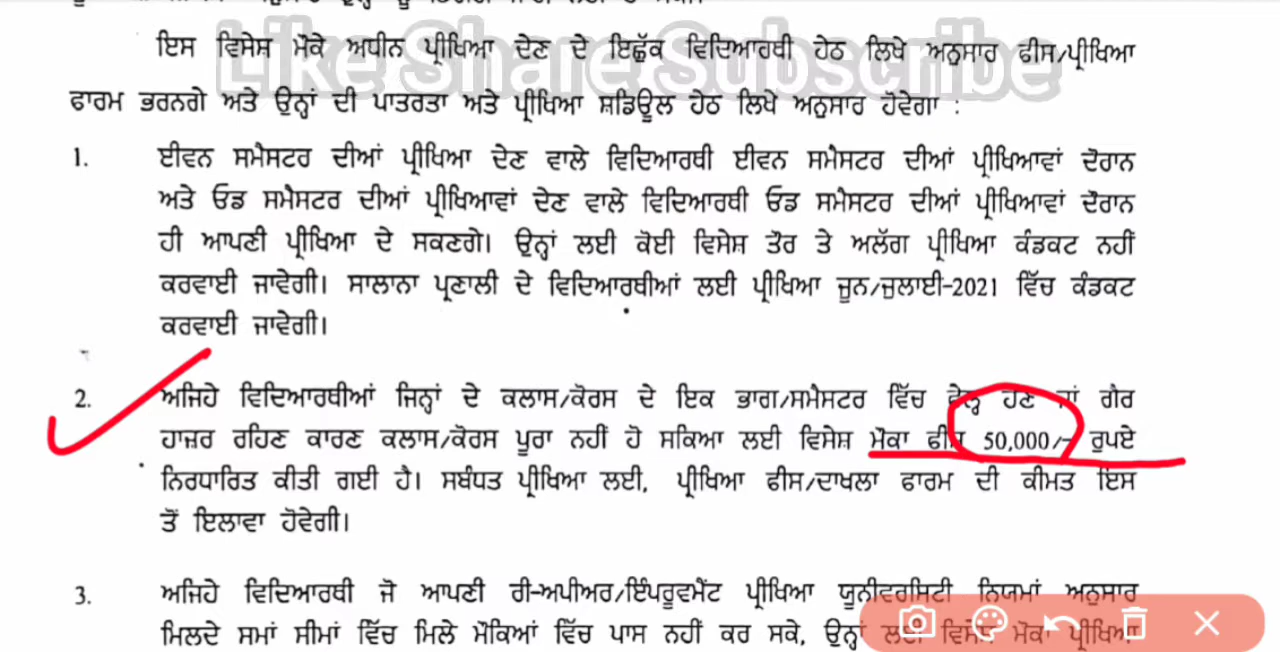 ਇਸ ਵਿਸੇਸ਼ ਮੌਕੇ ਅਧੀਨ ਪ੍ਰੀਖਿਆ ਦੇਣ ਦੇ ਇਛੁੱਕ ਵਿਦਿਆਰਥੀ ਹੇਠ ਲਿਖੇ ਅਨੁਸਾਰ ਫੀਸ/ਪ੍ਰੀਖਿਆ
Like Share Subscribe
ਫਾਰਮ ਭਰਨਗੇ ਅਤੇ ਉਨ੍ਹਾਂ ਦੀ ਪਾਤਰਤਾ ਅਤੇ ਪ੍ਰੀਖਿਆ ਸ਼ਡਿਊਲ ਹੇਠ ਲਿਖੇ ਅਨੁਸਾਰ ਹੋਵੇਗਾ :
1. ਈਵਨ ਸਮੈਸਟਰ ਦੀਆਂ ਪ੍ਰੀਖਿਆ ਦੇਣ ਵਾਲੇ ਵਿਦਿਆਰਥੀ ਈਵਨ ਸਮੈਸਟਰ ਦੀਆਂ ਪ੍ਰੀਖਿਆਵਾਂ ਦੌਰਾਨ
ਅਤੇ ਓਡ ਸਮੈਸਟਰ ਦੀਆਂ ਪ੍ਰੀਖਿਆਵਾਂ ਦੇਣ ਵਾਲੇ ਵਿਦਿਆਰਥੀ ਓਡ ਸਮੈਸਟਰ ਦੀਆਂ ਪ੍ਰੀਖਿਆਵਾਂ ਦੌਰਾਨ
ਹੀ ਆਪਣੀ ਪ੍ਰੀਖਿਆ ਦੇ ਸਕਣਗੇ। ਉਨ੍ਹਾਂ ਲਈ ਕੋਈ ਵਿਸੇਸ਼ ਤੌਰ ਤੇ ਅਲੱਗ ਪ੍ਰੀਖਿਆ ਕੰਡਕਟ ਨਹੀਂ
ਕਰਵਾਈ ਜਾਵੇਗੀ। ਸਾਲਾਨਾ ਪ੍ਰਣਾਲੀ ਦੇ ਵਿਦਿਆਰਥੀਆਂ ਲਈ ਪ੍ਰੀਖਿਆ ਜੂਨ/ਜੁਲਾਈ-2021 ਵਿੱਚ ਕੰਡਕਟ
ਕਰਵਾਈ ਜਾਵੇਗੀ।
2. ਅਜਿਹੇ ਵਿਦਿਆਰਥੀਆਂ ਜਿਨ੍ਹਾਂ ਦੇ ਕਲਾਸ/ਕੋਰਸ ਦੇ ਇਕ ਭਾਗ/ਸਮੈਸਟਰ ਵਿੱਚ ਫੇਲ੍ਹ ਹੋਣ ਜਾਂ ਗੈਰ
ਹਾਜ਼ਰ ਰਹਿਣ ਕਾਰਣ ਕਲਾਸ/ਕੋਰਸ ਪੂਰਾ ਨਹੀਂ ਹੋ ਸਕਿਆ ਲਈ ਵਿਸੇਸ਼ ਮੌਕਾ ਫੀਸ 50,000/- ਰੁਪਏ
ਨਿਰਧਾਰਿਤ ਕੀਤੀ ਗਈ ਹੈ। ਸਬੰਧਤ ਪ੍ਰੀਖਿਆ ਲਈ, ਪ੍ਰੀਖਿਆ ਫੀਸ/ਦਾਖਲਾ ਫਾਰਮ ਦੀ ਕੀਮਤ ਇਸ
ਤੋਂ ਇਲਾਵਾ ਹੋਵੇਗੀ।
3. ਅਜਿਹੇ ਵਿਦਿਆਰਥੀ ਜੋ ਆਪਣੀ ਰੀ-ਅਪੀਅਰ/ਇੰਪਰੂਵਮੈਂਟ ਪ੍ਰੀਖਿਆ ਯੂਨੀਵਰਸਿਟੀ ਨਿਯਮਾਂ ਅਨੁਸਾਰ
ਮਿਲਦੇ ਸਮਾਂ ਸੀਮਾਂ ਵਿੱਚ ਮਿਲੇ ਮੌਕਿਆਂ ਵਿੱਚ ਪਾਸ ਨਹੀਂ ਕਰ ਸਕੇ, ਉਨ੍ਹਾਂ ਲਈ ਵਿਸੇਸ਼ ਮੌਕਾ ਪ੍ਰੀਖਿਆ